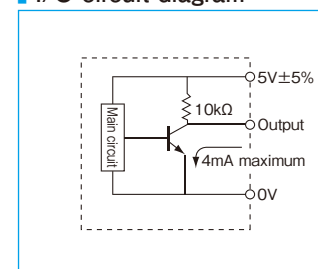 I/O circuit diagram
5V±5%
10kΩ
Output
Main circuit
4mA maximum
0V